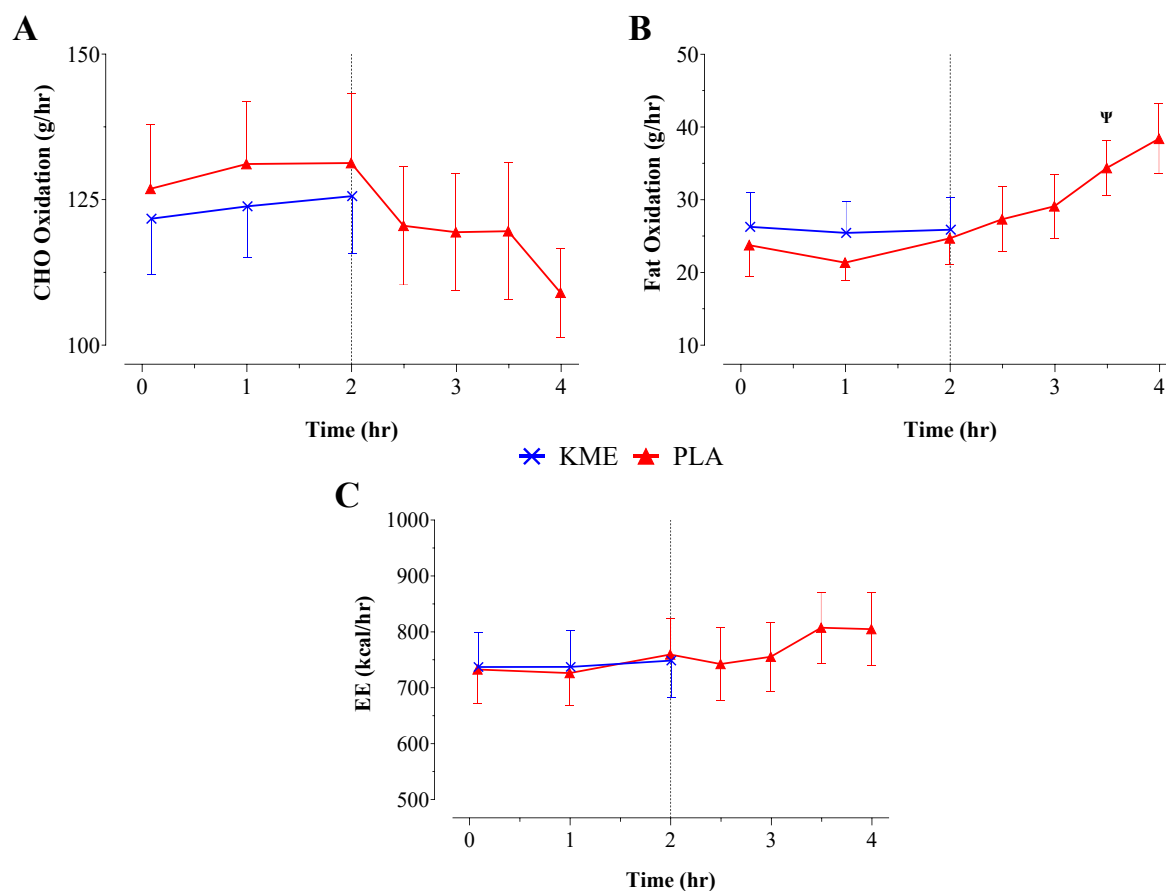 A
CHO Oxidation (g/hr)
150
125
100
0 1 2 3 4
Time (hr)
B
Fat Oxidation (g/hr)
50
40
30
20
10
Ψ
0 1 2 3 4
Time (hr)
KME PLA
C
EE (kcal/hr)
1000
900
800
700
600
500
0 1 2 3 4
Time (hr)